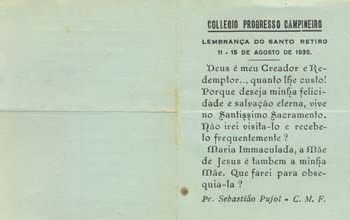 COLLEGIO PROGRESSO CAMPINEIRO
LEMBRANÇA DO SANTO RETIRO
11 - 15 DE AGOSTO DE 1935.
Deus é meu Creador e Re-
demptor... quanto lhe custo!
Porque deseja minha felici-
dade e salvação eterna, vive
no Santissimo Sacramento.
Não irei visita-lo e recebe-
lo frequentemente?
Maria Immaculada, a Mãe
de Jesus é tambem a minha
Mãe. Que farei para obse-
quia-la?
Pe. Sebastião Pujol - C. M. F.